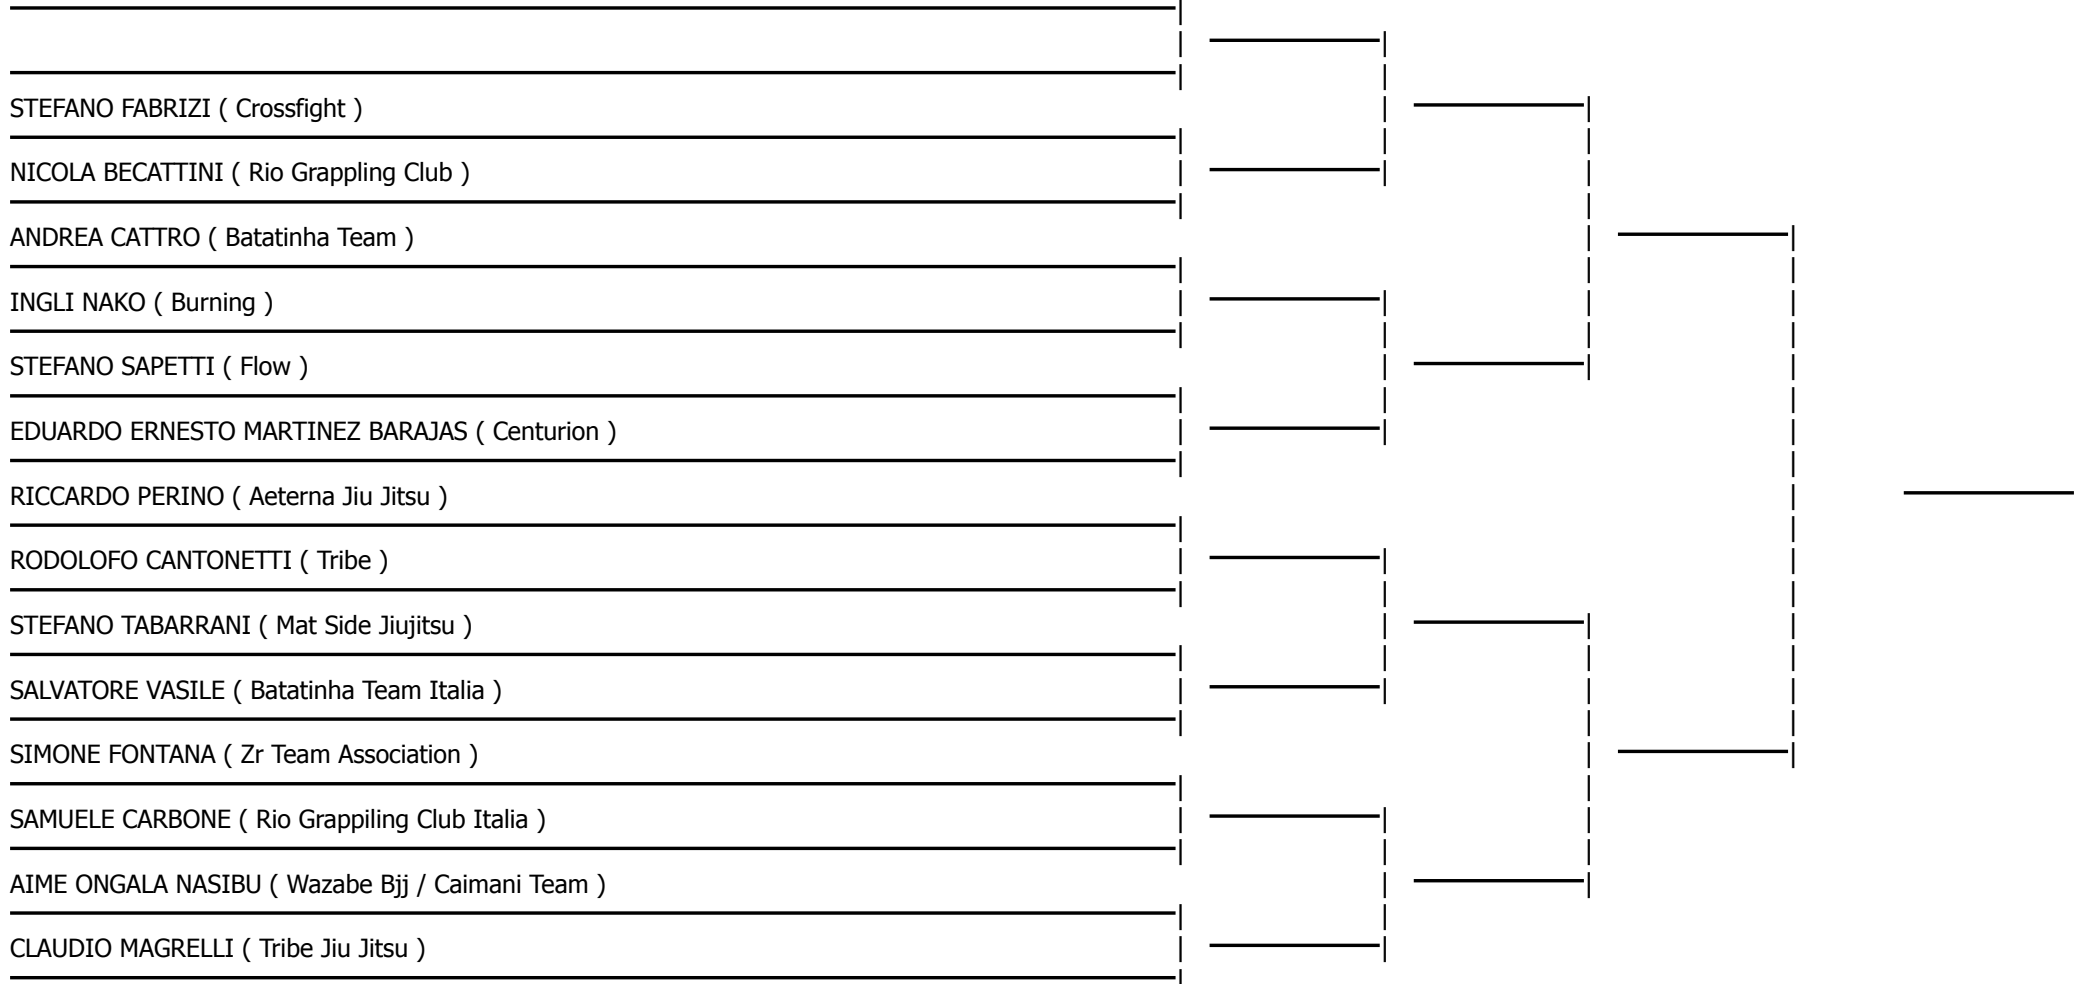 STEFANO FABRIZI ( Crossfight )
NICOLA BECATTINI ( Rio Grappling Club )
ANDREA CATTRO ( Batatinha Team )
INGLI NAKO ( Burning )
STEFANO SAPETTI ( Flow )
EDUARDO ERNESTO MARTINEZ BARAJAS ( Centurion )
RICCARDO PERINO ( Aeterna Jiu Jitsu )
RODOLOFO CANTONETTI ( Tribe )
STEFANO TABARRANI ( Mat Side Jiujitsu )
SALVATORE VASILE ( Batatinha Team Italia )
SIMONE FONTANA ( Zr Team Association )
SAMUELE CARBONE ( Rio Grappiling Club Italia )
AIME ONGALA NASIBU ( Wazabe Bjj / Caimani Team )
CLAUDIO MAGRELLI ( Tribe Jiu Jitsu )